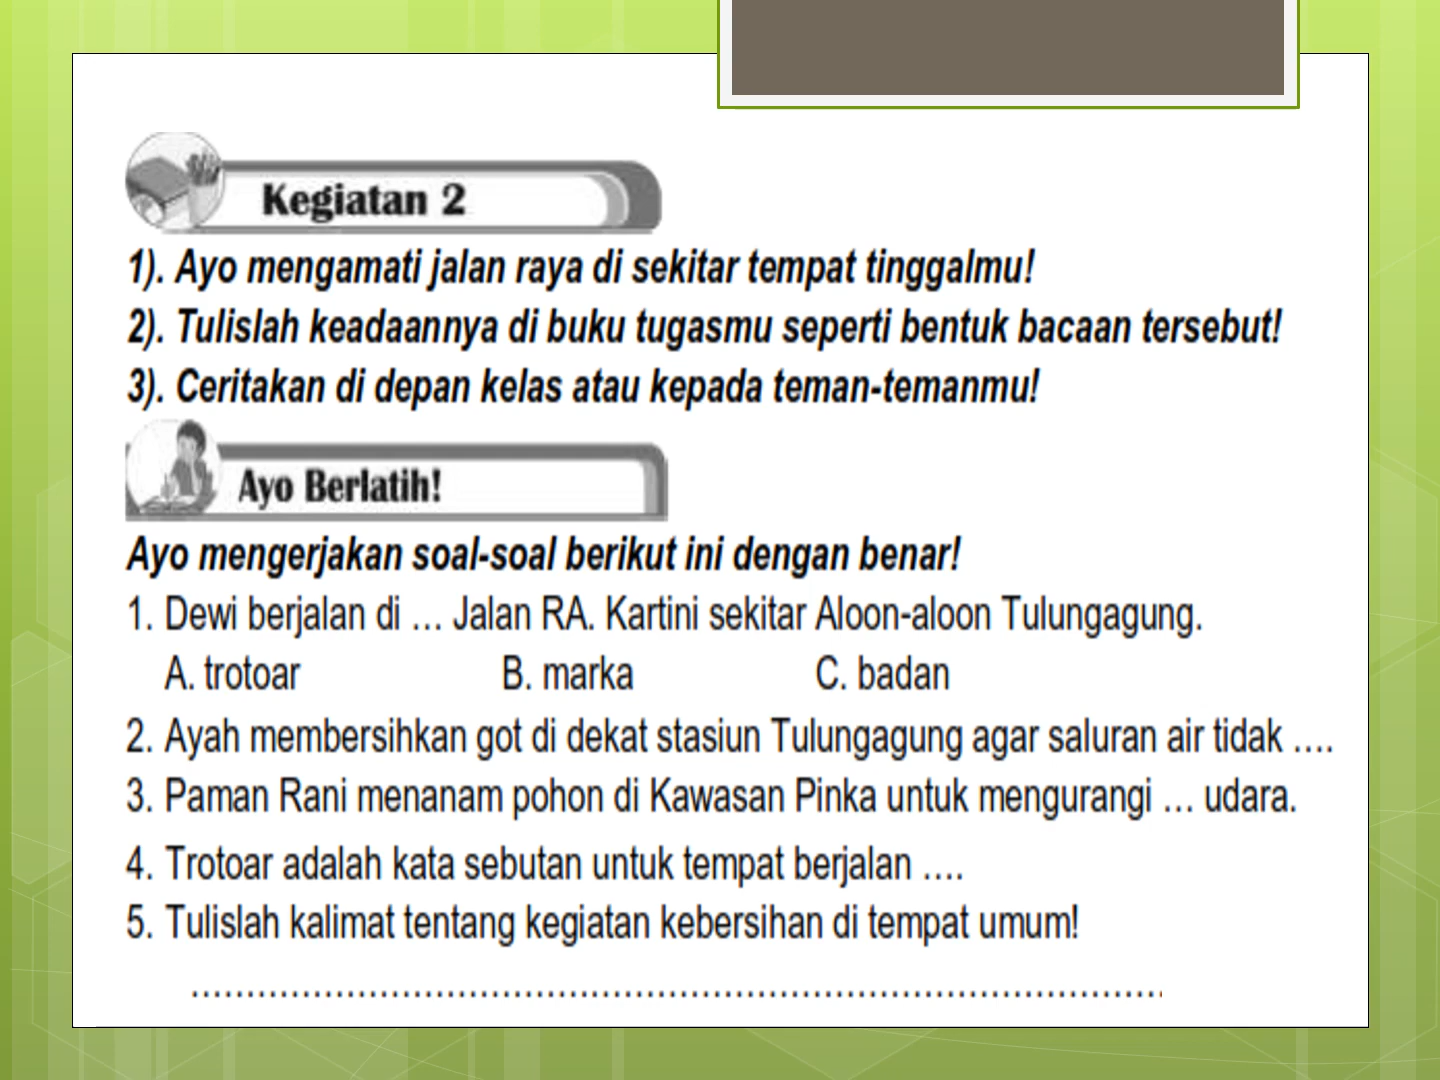 Kegiatan 2
1). Ayo mengamati jalan raya di sekitar tempat tinggalmu!
2). Tulislah keadaannya di buku tugasmu seperti bentuk bacaan tersebut!
3). Ceritakan di depan kelas atau kepada teman-temanmu!
Ayo Berlatih!
Ayo mengerjakan soal-soal berikut ini dengan benar!
1. Dewi berjalan di … Jalan RA. Kartini sekitar Aloon-aloon Tulungagung.
A. trotoar B. marka C. badan
2. Ayah membersihkan got di dekat stasiun Tulungagung agar saluran air tidak ….
3. Paman Rani menanam pohon di Kawasan Pinka untuk mengurangi … udara.
4. Trotoar adalah kata sebutan untuk tempat berjalan ….
5. Tulislah kalimat tentang kegiatan kebersihan di tempat umum!
................................................................................